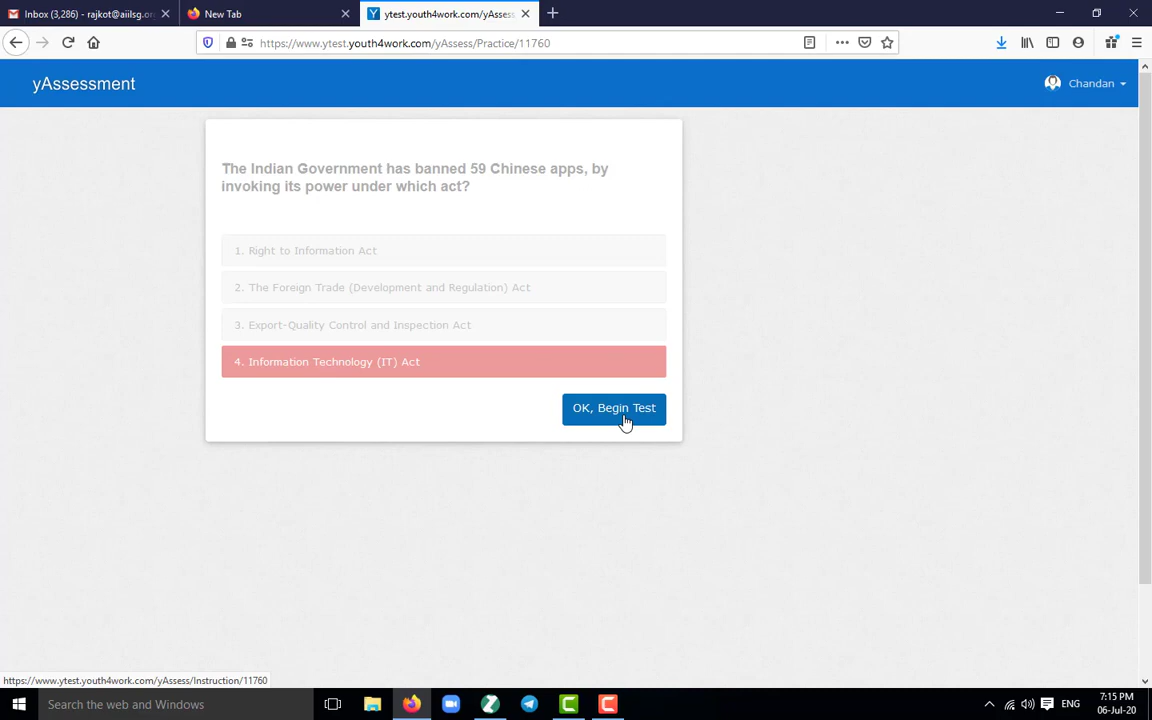 Inbox (3,286) - rajkot@aiilsg.or
New Tab
ytest.youth4work.com/yAssess
https://www.ytest.youth4work.com/yAssess/Practice/11760
yAssessment
Chandan
The Indian Government has banned 59 Chinese apps, by
invoking its power under which act?
1. Right to Information Act
2. The Foreign Trade (Development and Regulation) Act
3. Export-Quality Control and Inspection Act
4. Information Technology (IT) Act
OK, Begin Test
https://www.ytest.youth4work.com/yAssess/Instruction/11760
Search the web and Windows
ENG
7:15 PM
06-Jul-20